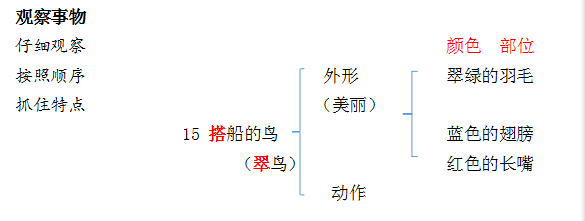 观察事物
仔细观察 颜色 部位
按照顺序 外形 翠绿的羽毛
抓住特点 （美丽）
15 搭船的鸟 蓝色的翅膀
（翠鸟） 红色的长嘴
动作